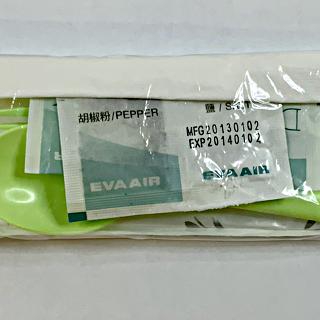 胡椒粉/PEPPER
鹽/SALT
MFG20130102
EXP20140102
EVA AIR
EVA AIR